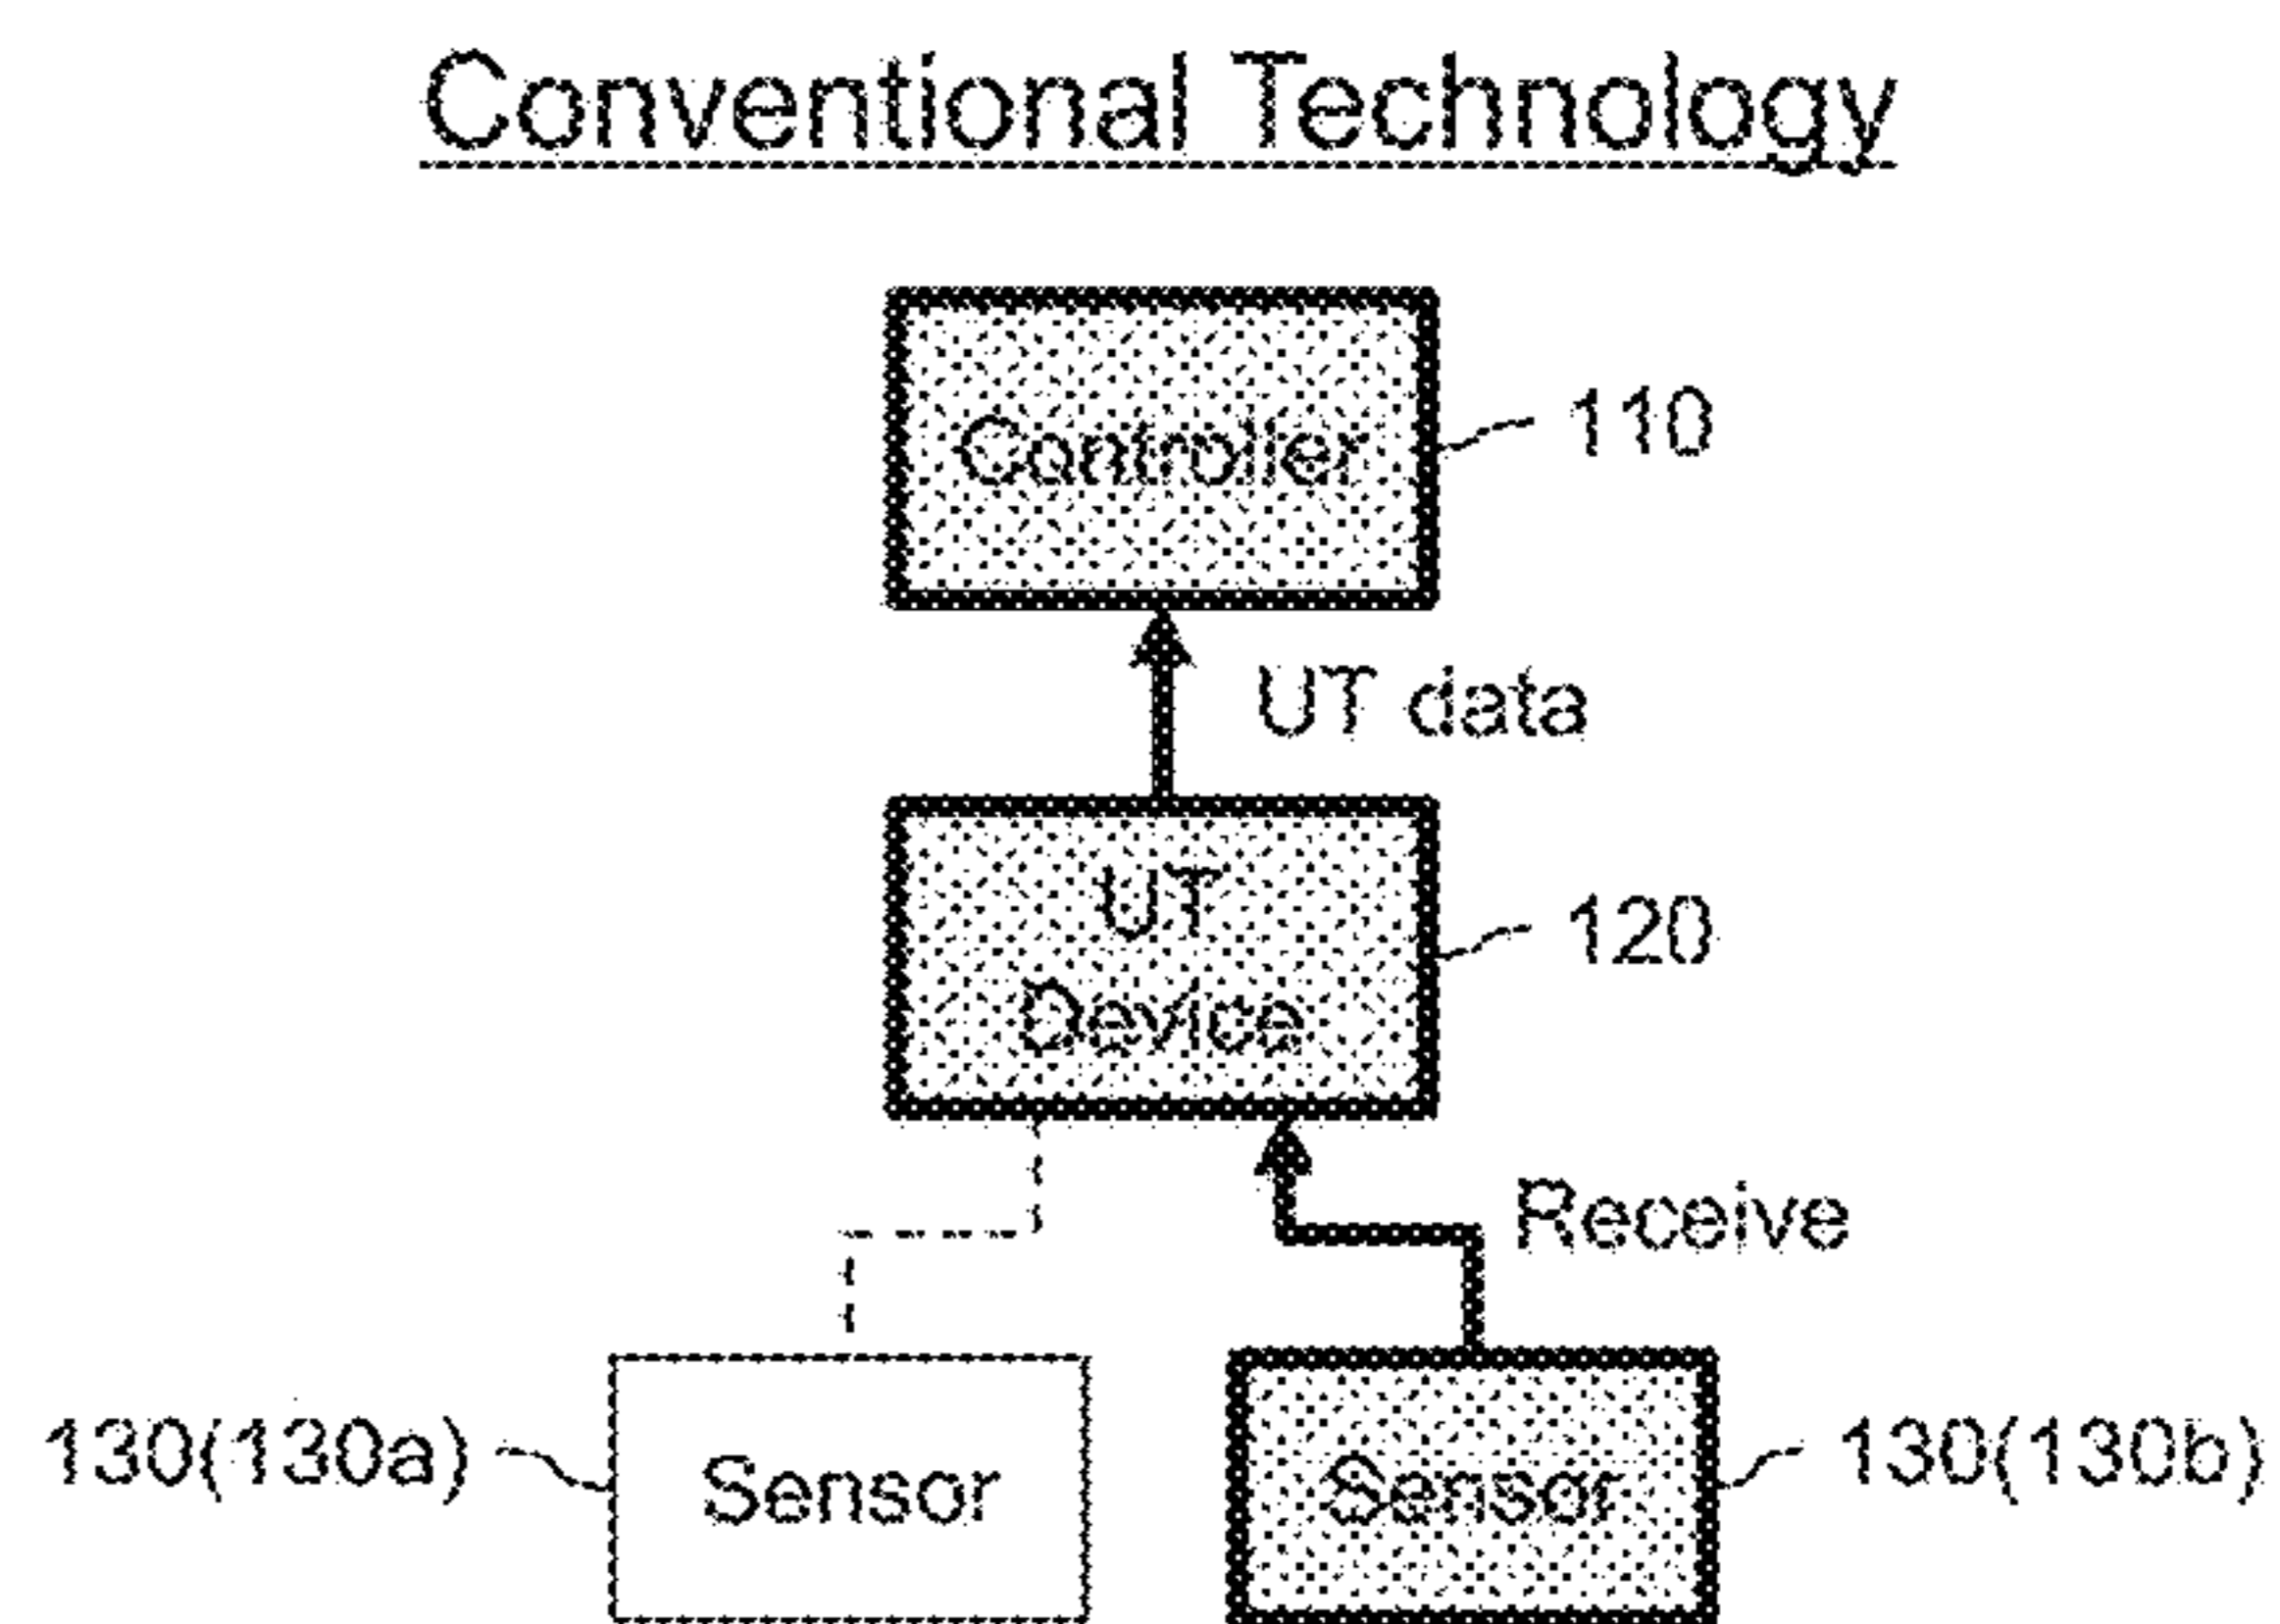 Conventional Technology
Controller
110
UT data
UT
Device
120
Receive
130(130a)
Sensor
Sensor
130(130b)